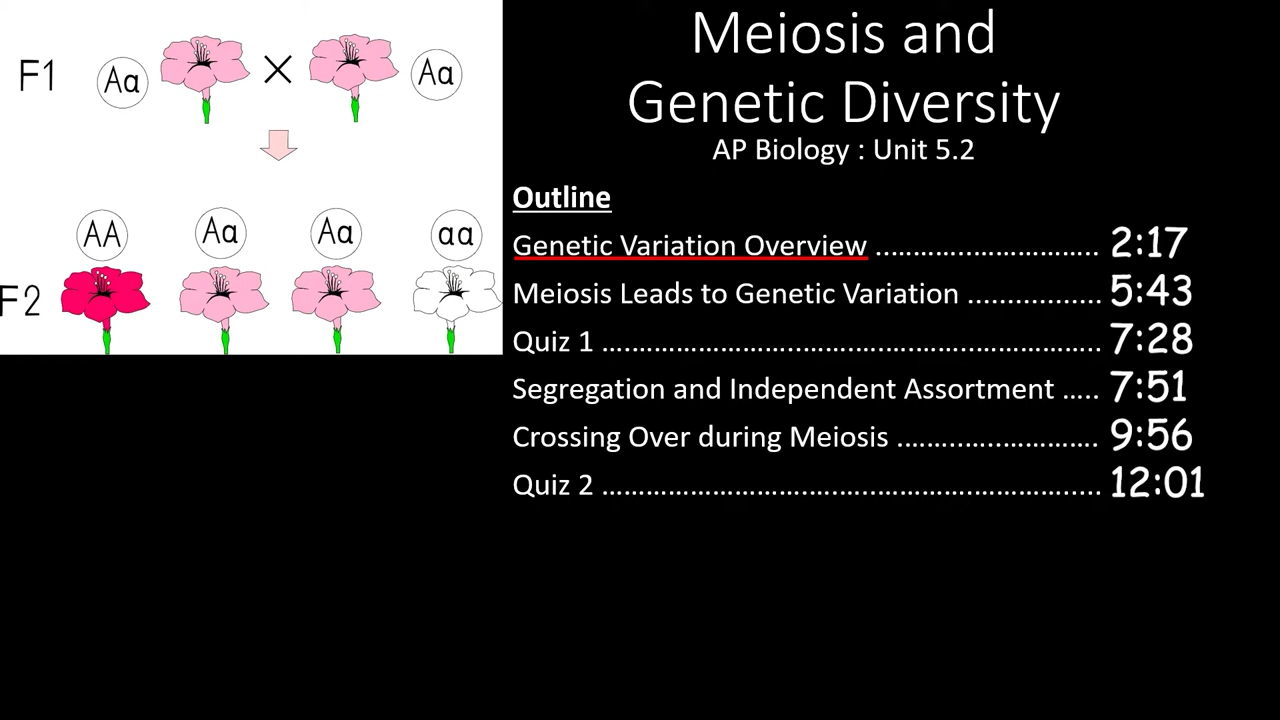 F1 Aa × Aa
AA Aa Aa aa
F2
Meiosis and
Genetic Diversity
AP Biology : Unit 5.2
Outline
Genetic Variation Overview ................................. 2:17
Meiosis Leads to Genetic Variation .................. 5:43
Quiz 1 .................................................................... 7:28
Segregation and Independent Assortment ..... 7:51
Crossing Over during Meiosis ........................... 9:56
Quiz 2 .................................................................... 12:01